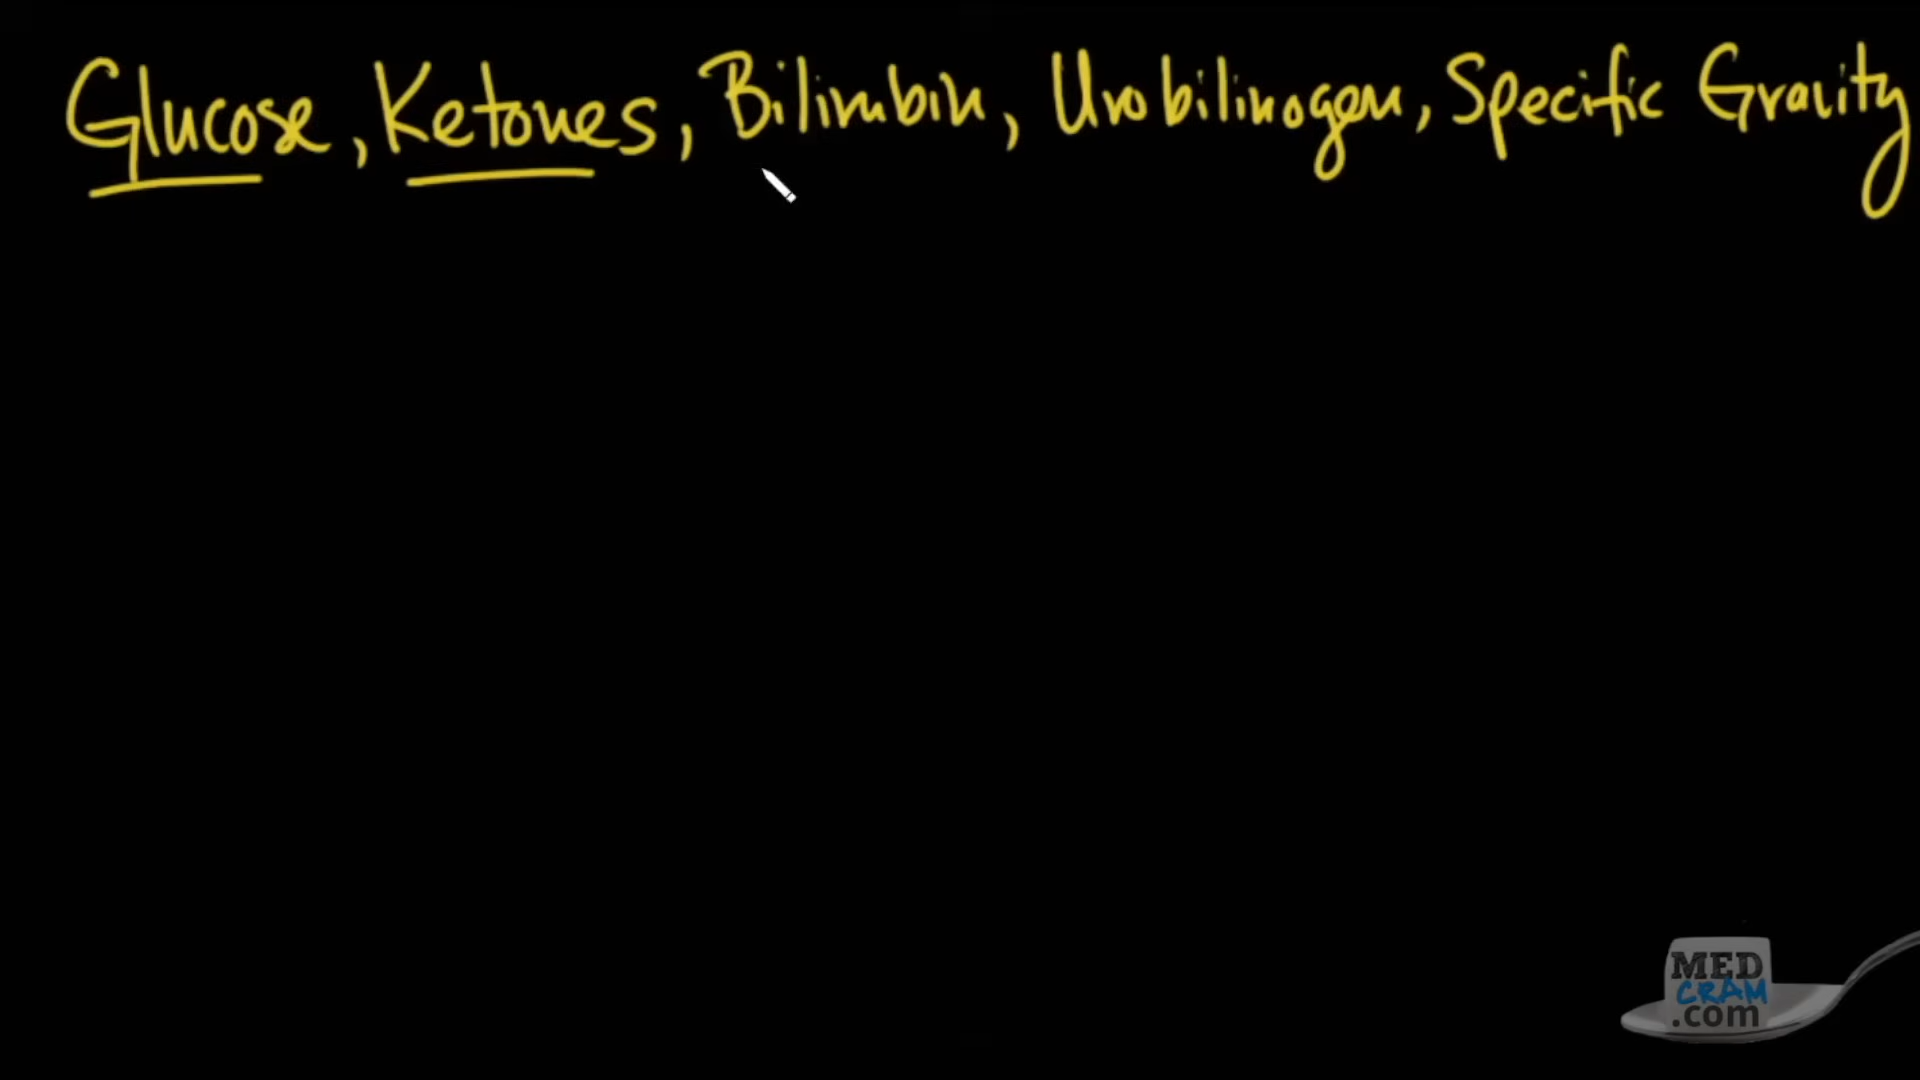 Glucose, Ketones, Bilirubin, Urobilinogen, Specific Gravity
MED
CRAM
.com